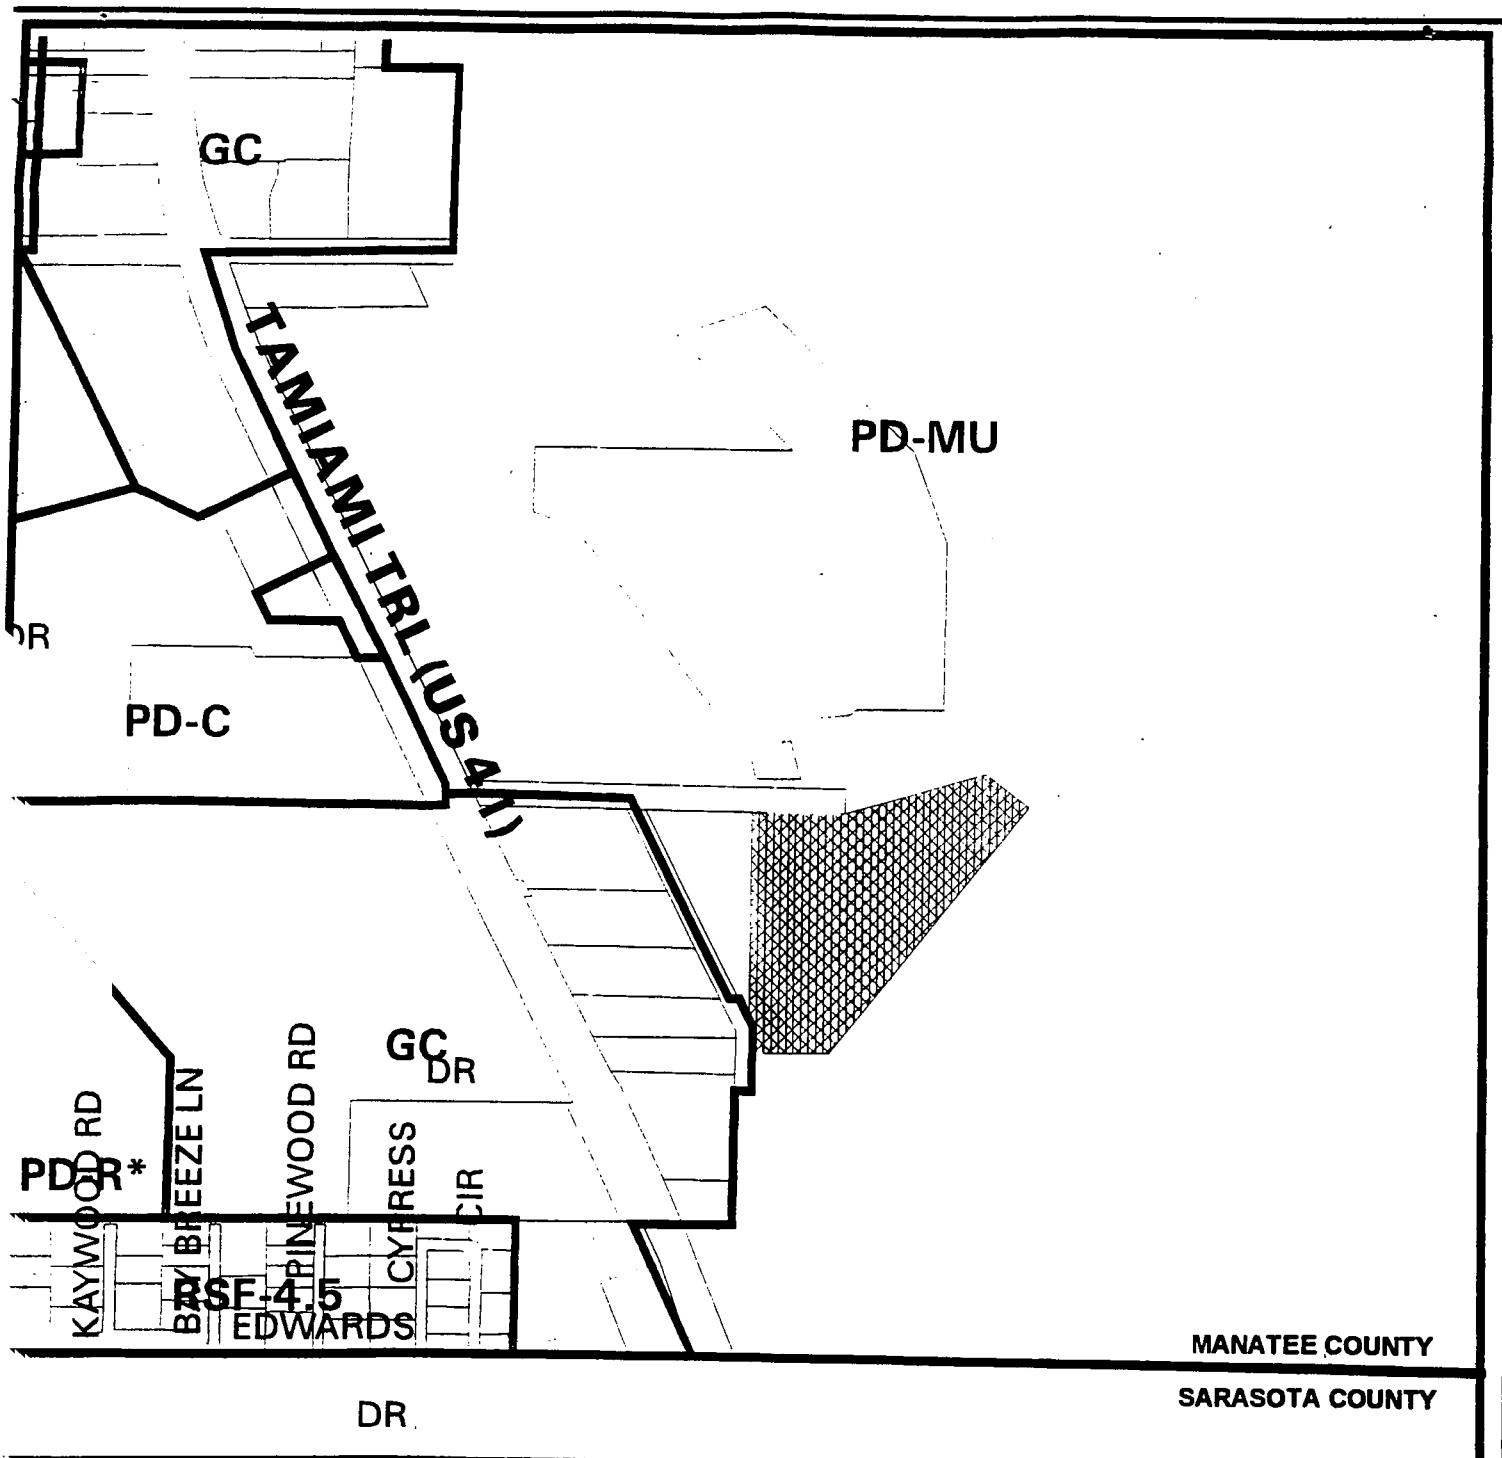 GC
TAMIAMI TRL (US 41)
PD-MU
DR
PD-C
GC
DR
KAYWOOD RD
BAY BREEZE LN
PINEWOOD RD
CYPRESS
CIR
PD-R*
RSF-4.5
EDWARDS
MANATEE COUNTY
SARASOTA COUNTY
DR